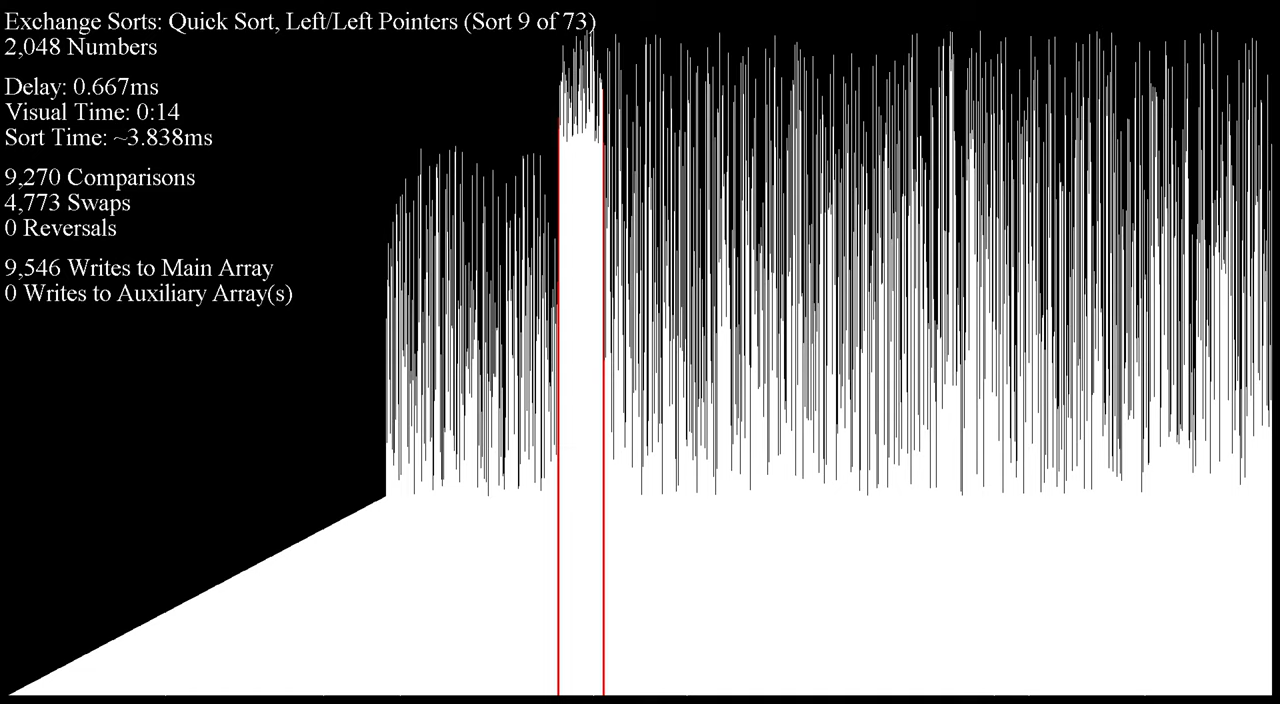 Exchange Sorts: Quick Sort, Left/Left Pointers (Sort 9 of 73)
2,048 Numbers
Delay: 0.667ms
Visual Time: 0:14
Sort Time: ~3.838ms
9,270 Comparisons
4,773 Swaps
0 Reversals
9,546 Writes to Main Array
0 Writes to Auxiliary Array(s)